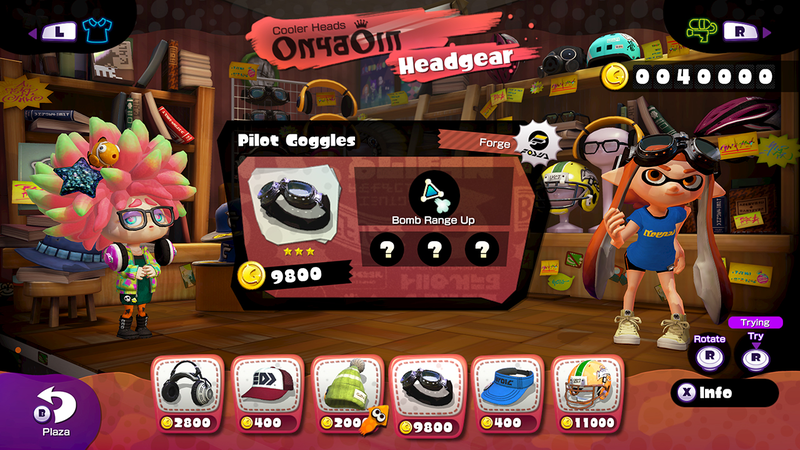 L
Cooler Heads
Headgear
R
0040000
Pilot Goggles
Forge
Bomb Range Up
? ? ?
9800
Trying
Rotate
Try
R
R
X Info
B
Plaza
2800
400
200
9800
400
11000